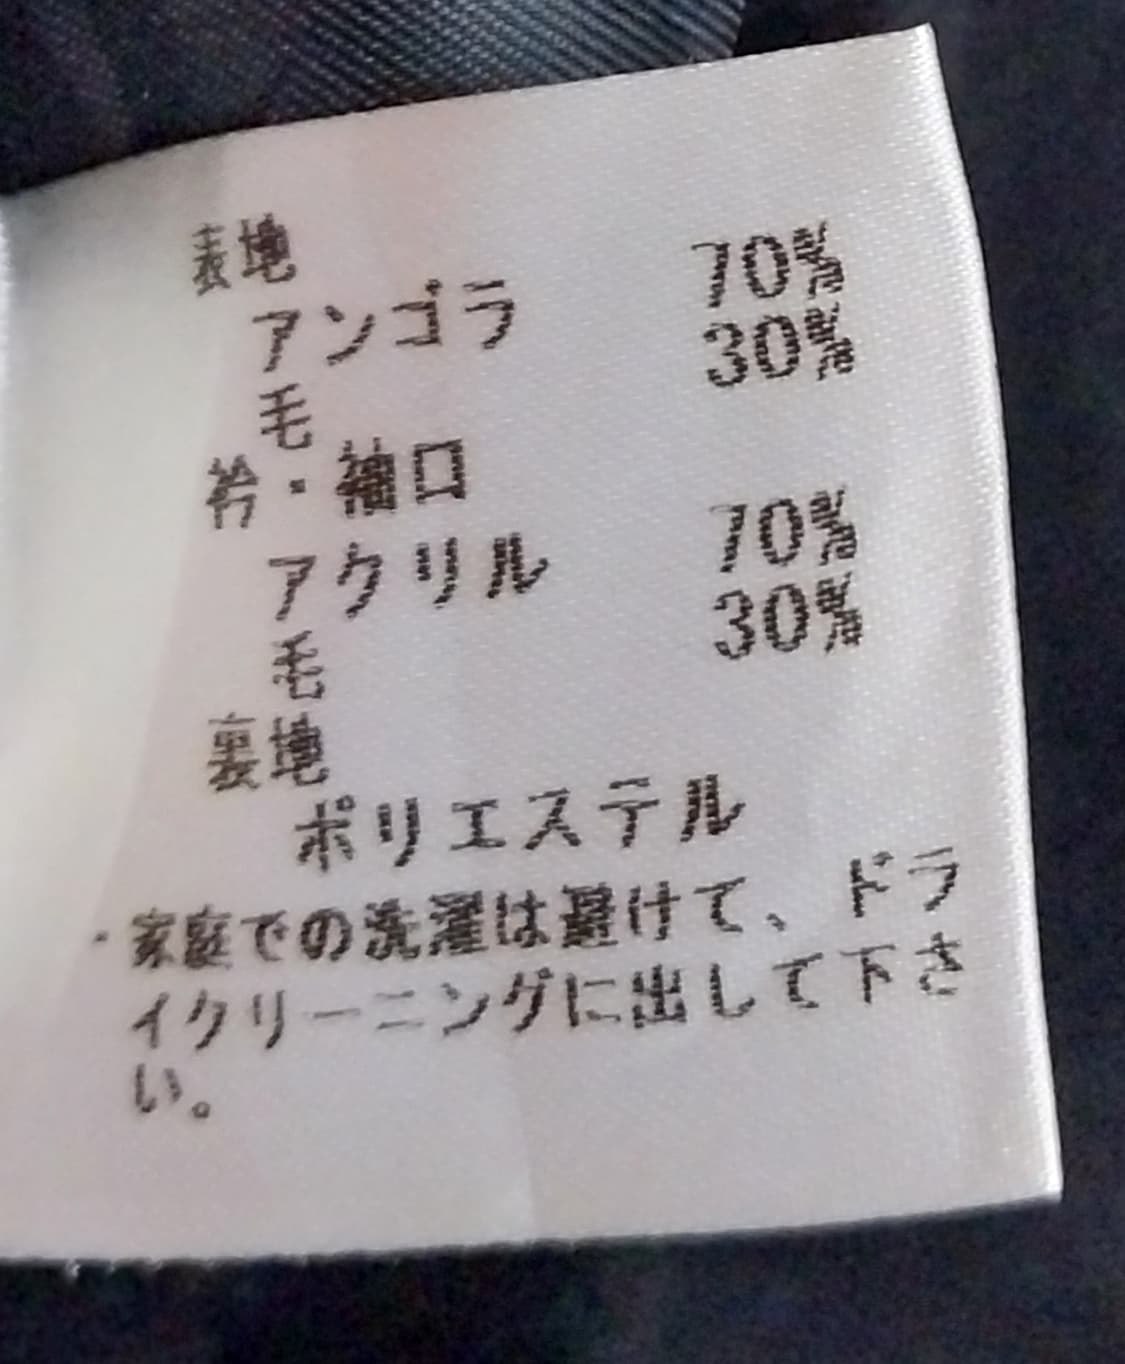 表地
アンゴラ 70%
毛 30%
衿・袖口
アクリル 70%
毛 30%
裏地
ポリエステル
・家庭での洗濯は避けて、ドラ
イクリーニングに出して下さ
い。